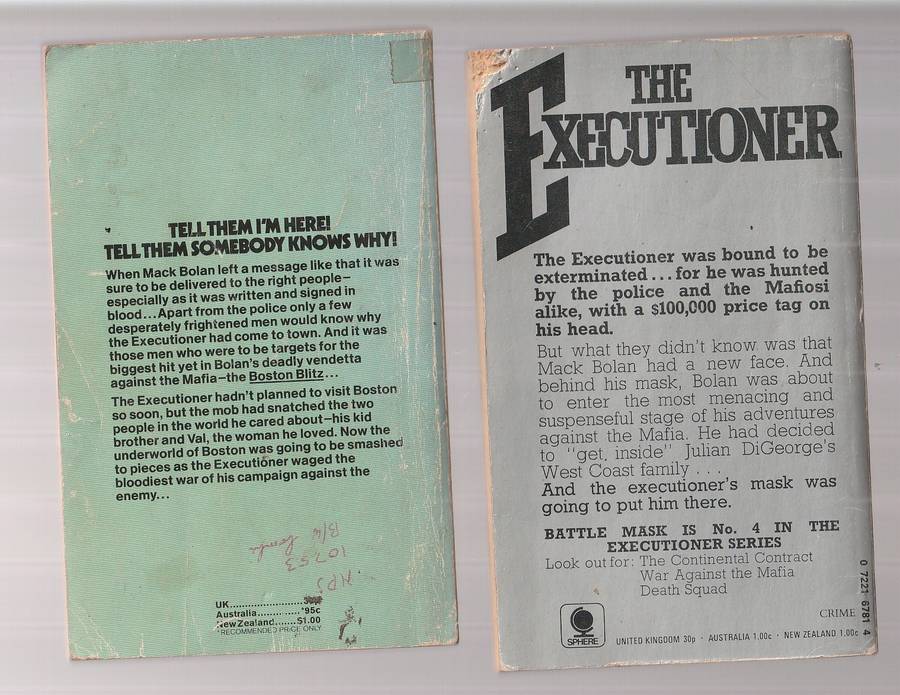 TELL THEM I'M HERE!
TELL THEM SOMEBODY KNOWS WHY!
When Mack Bolan left a message like that it was
sure to be delivered to the right people—
especially as it was written and signed in
blood...Apart from the police only a few
desperately frightened men would know why
the Executioner had come to town. And it was
those men who were to be targets for the
biggest hit yet in Bolan's deadly vendetta
against the Mafia—the Boston Blitz...
The Executioner hadn't planned to visit Boston
so soon, but the mob had snatched the two
people in the world he cared about—his kid
brother and Val, the woman he loved. Now the
underworld of Boston was going to be smashed
to pieces as the Executioner waged the
bloodiest war of his campaign against the
enemy...
10753
UK
Australia.............*95c
New Zealand.......$1.00
*RECOMMENDED PRICE ONLY
THE
EXECUTIONER
The Executioner was bound to be
exterminated...for he was hunted
by the police and the Mafiosi
alike, with a $100,000 price tag on
his head.
But what they didn't know was that
Mack Bolan had a new face. And
behind his mask, Bolan was about
to enter the most menacing and
suspenseful stage of his adventures
against the Mafia. He had decided
to "get inside" Julian DiGeorge's
West Coast family . . .
And the executioner's mask was
going to put him there.
BATTLE MASK IS No. 4 IN THE
EXECUTIONER SERIES
Look out for: The Continental Contract
War Against the Mafia
Death Squad
0 7221 6781 4
CRIME
SPHERE
UNITED KINGDOM 30p · AUSTRALIA 1.00c · NEW ZEALAND 1.00c